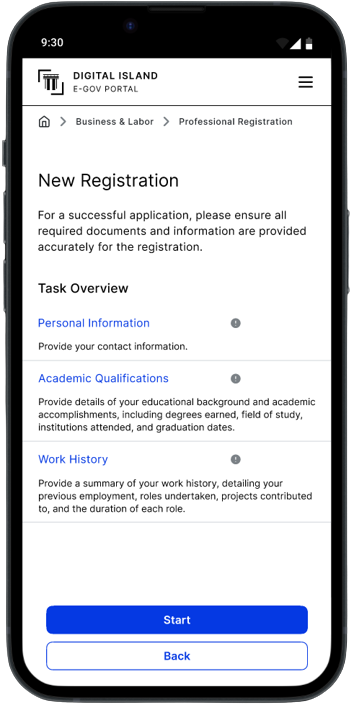 9:30
DIGITAL ISLAND
E-GOV PORTAL
Business & Labor
Professional Registration
New Registration
For a successful application, please ensure all
required documents and information are provided
accurately for the registration.
Task Overview
Personal Information
Provide your contact information.
Academic Qualifications
Provide details of your educational background and academic
accomplishments, including degrees earned, field of study,
institutions attended, and graduation dates.
Work History
Provide a summary of your work history, detailing your
previous employment, roles undertaken, projects contributed
to, and the duration of each role.
Start
Back